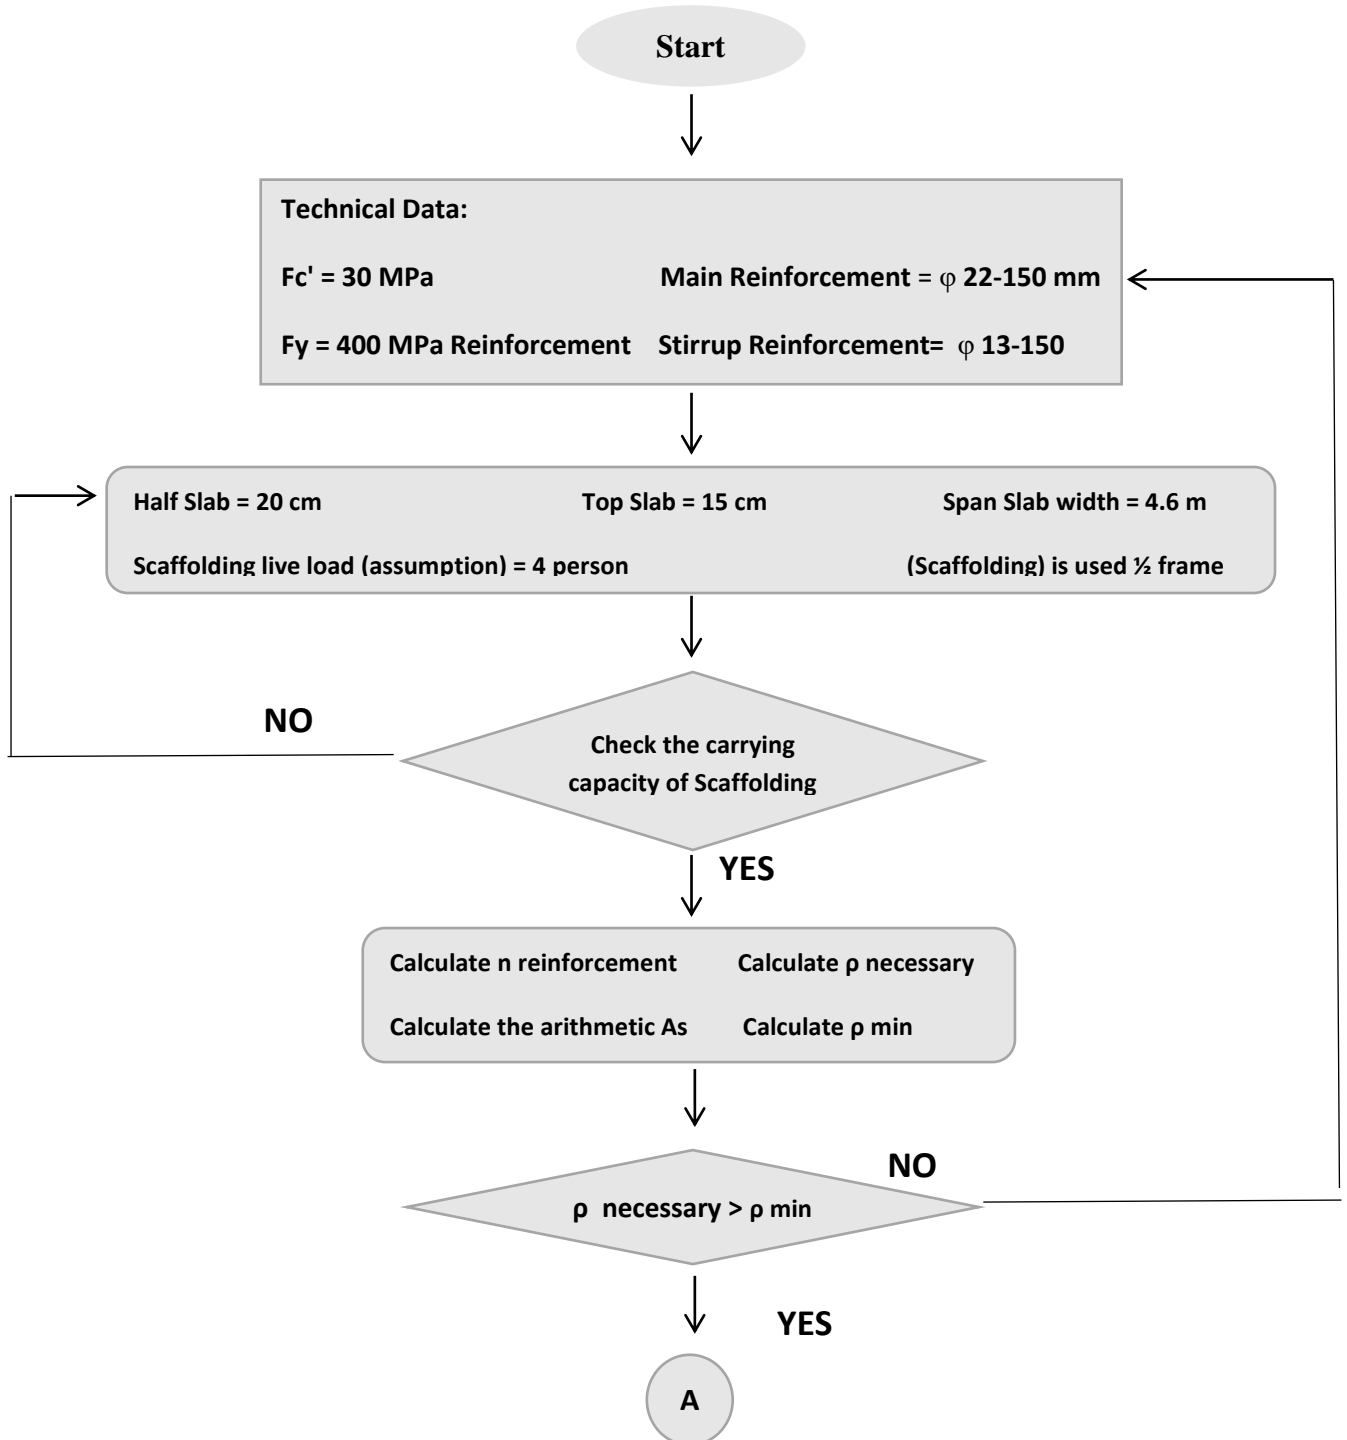 Start
Technical Data:
Fc' = 30 MPa Main Reinforcement = φ 22-150 mm
Fy = 400 MPa Reinforcement Stirrup Reinforcement= φ 13-150
Half Slab = 20 cm Top Slab = 15 cm Span Slab width = 4.6 m
Scaffolding live load (assumption) = 4 person (Scaffolding) is used ½ frame
NO
Check the carrying
capacity of Scaffolding
YES
Calculate n reinforcement Calculate ρ necessary
Calculate the arithmetic As Calculate ρ min
NO
ρ necessary > ρ min
YES
A